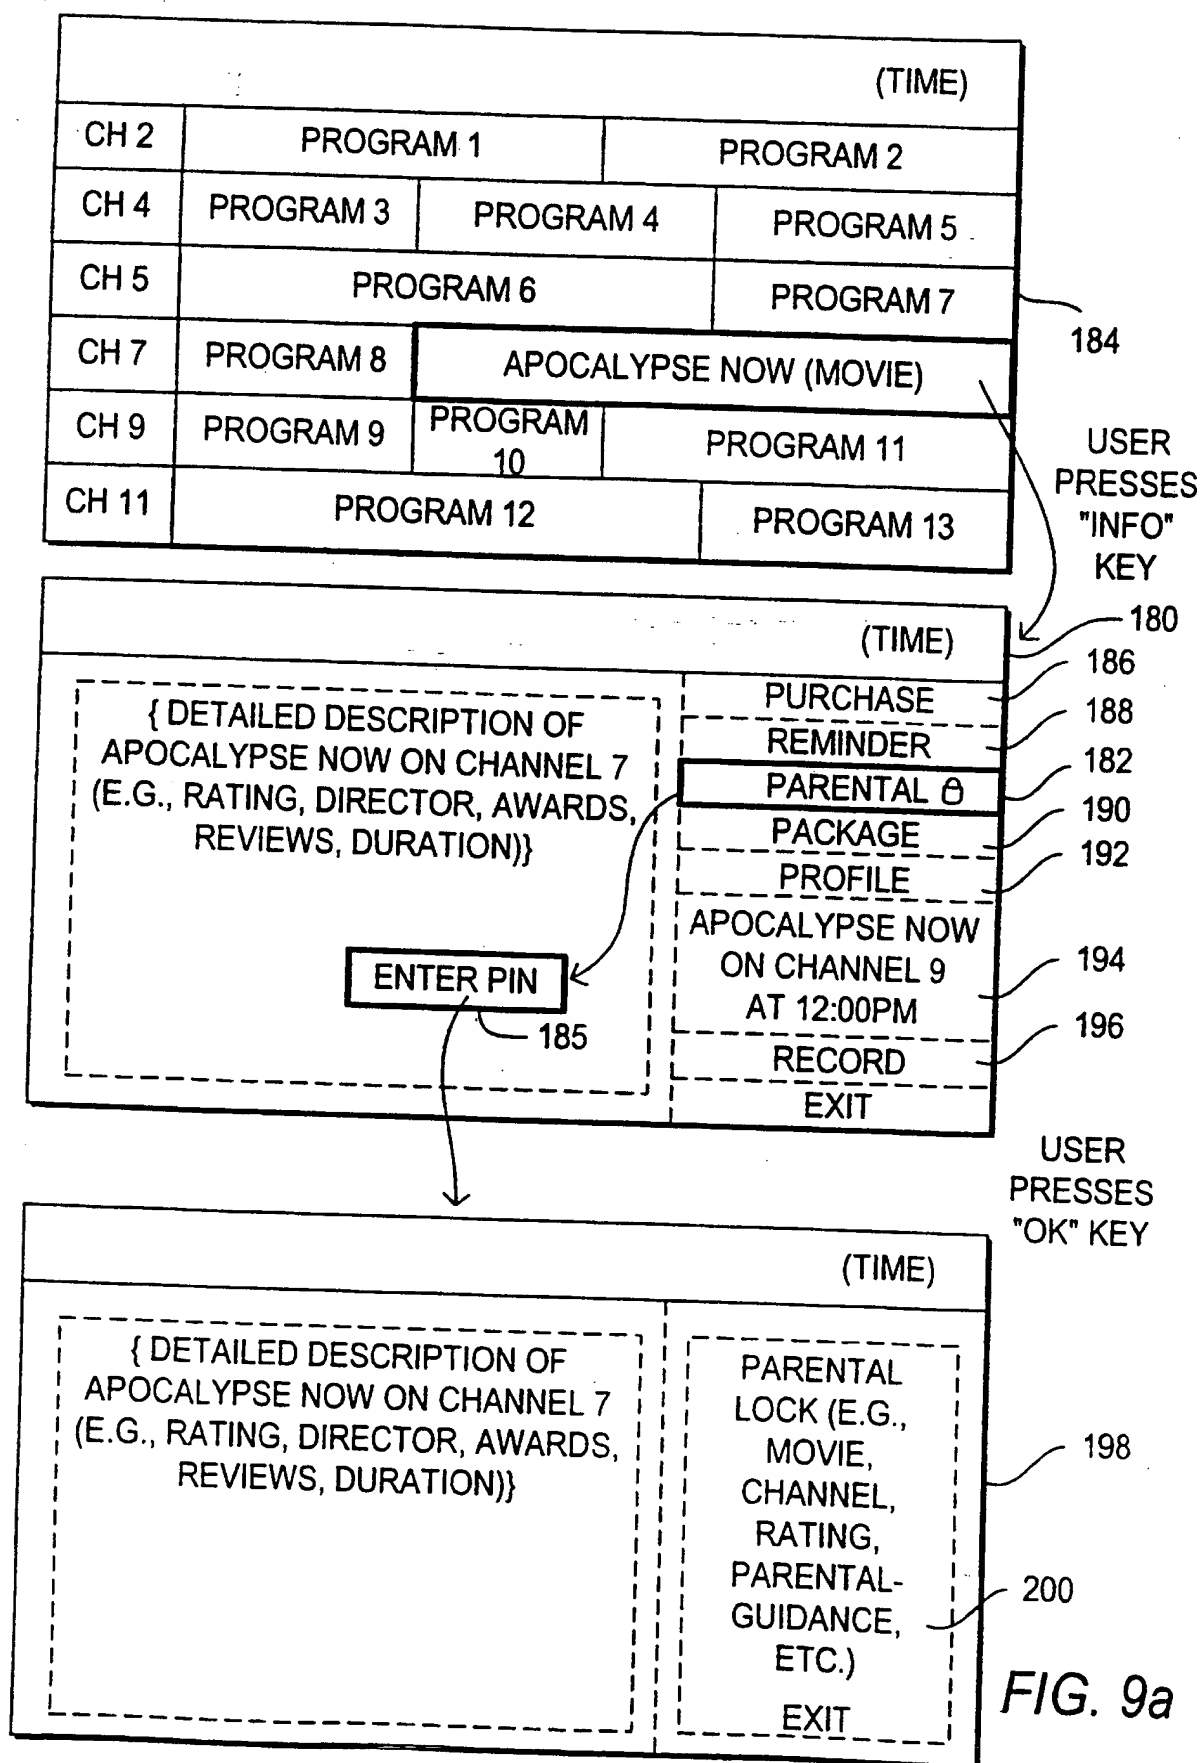 (TIME)
CH 2 PROGRAM 1 PROGRAM 2
CH 4 PROGRAM 3 PROGRAM 4 PROGRAM 5
CH 5 PROGRAM 6 PROGRAM 7
184
CH 7 PROGRAM 8 APOCALYPSE NOW (MOVIE)
CH 9 PROGRAM 9 PROGRAM
10 PROGRAM 11
CH 11 PROGRAM 12 PROGRAM 13
USER
PRESSES
"INFO"
KEY
(TIME)
180
{ DETAILED DESCRIPTION OF
APOCALYPSE NOW ON CHANNEL 7
(E.G., RATING, DIRECTOR, AWARDS,
REVIEWS, DURATION)}
ENTER PIN
185
PURCHASE 186
REMINDER 188
PARENTAL 182
PACKAGE 190
PROFILE 192
APOCALYPSE NOW
ON CHANNEL 9
AT 12:00PM
194
RECORD 196
EXIT
USER
PRESSES
"OK" KEY
(TIME)
{ DETAILED DESCRIPTION OF
APOCALYPSE NOW ON CHANNEL 7
(E.G., RATING, DIRECTOR, AWARDS,
REVIEWS, DURATION)}
PARENTAL
LOCK (E.G.,
MOVIE,
CHANNEL,
RATING,
PARENTAL-
GUIDANCE,
ETC.)
EXIT
198
200
FIG. 9a